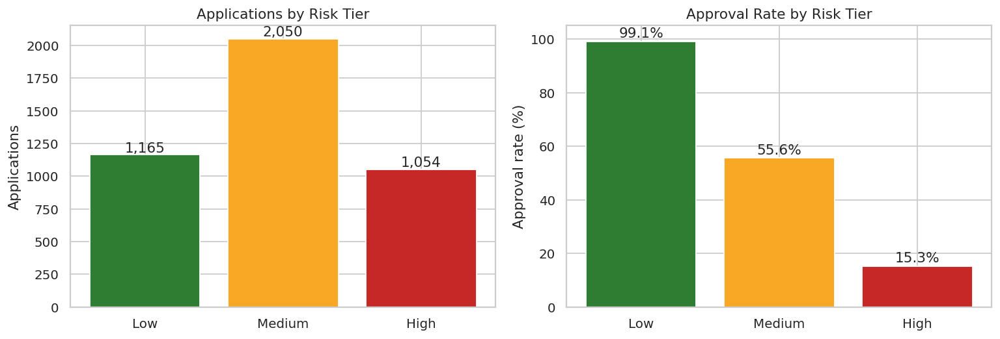 Applications by Risk Tier
Applications
2000
1750
1500
1250
1000
750
500
250
0
2,050
1,165
1,054
Low
Medium
High
Approval Rate by Risk Tier
Approval rate (%)
100
80
60
40
20
0
99.1%
55.6%
15.3%
Low
Medium
High